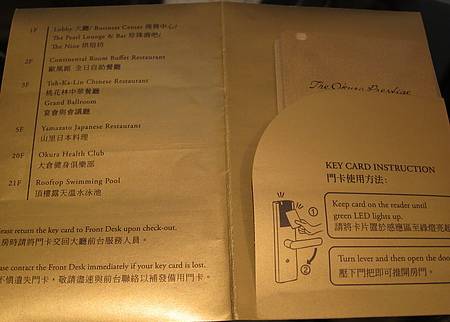 1F Lobby 大廳/ Business Center 商務中心/
The Pearl Lounge & Bar 珍珠酒吧/
The Nine 烘焙坊
2F Continental Room Buffet Restaurant
歐風館 全日自助餐廳
3F Toh-Ka-Lin Chinese Restaurant
桃花林中華餐廳
Grand Ballroom
宴會與會議廳
5F Yamazato Japanese Restaurant
山里日本料理
20F Okura Health Club
大倉健身俱樂部
21F Rooftop Swimming Pool
頂樓露天溫水泳池
ease return the key card to Front Desk upon check-out.
房時請將門卡交回大廳前台服務人員。
ease contact the Front Desk immediately if your key card is lost.
不慎遺失門卡，敬請盡速與前台聯絡以補發備用門卡。
The Okura Prestige
KEY CARD INSTRUCTION
門卡使用方法:
1
Keep card on the reader until
green LED lights up.
請將卡片置於感應區至綠燈亮起
2
Turn lever and then open the doo
壓下門把即可推開房門。